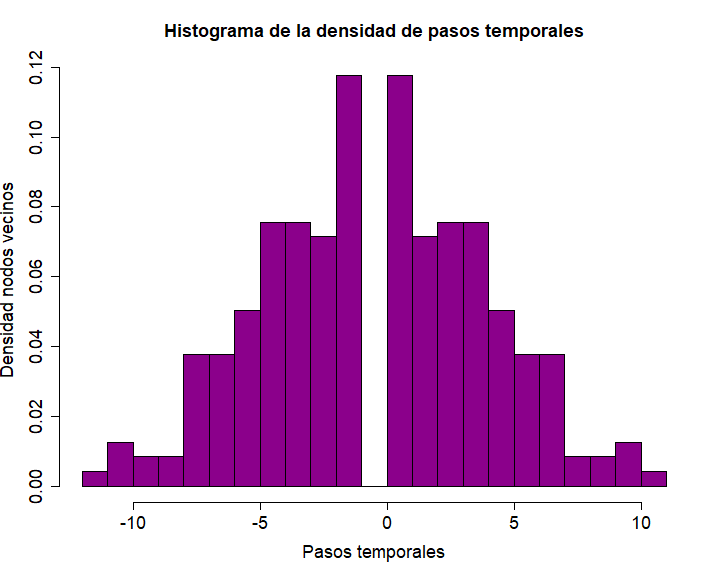 Histograma de la densidad de pasos temporales
Densidad nodos vecinos
0.12
0.10
0.08
0.06
0.04
0.02
0.00
-10 -5 0 5 10
Pasos temporales